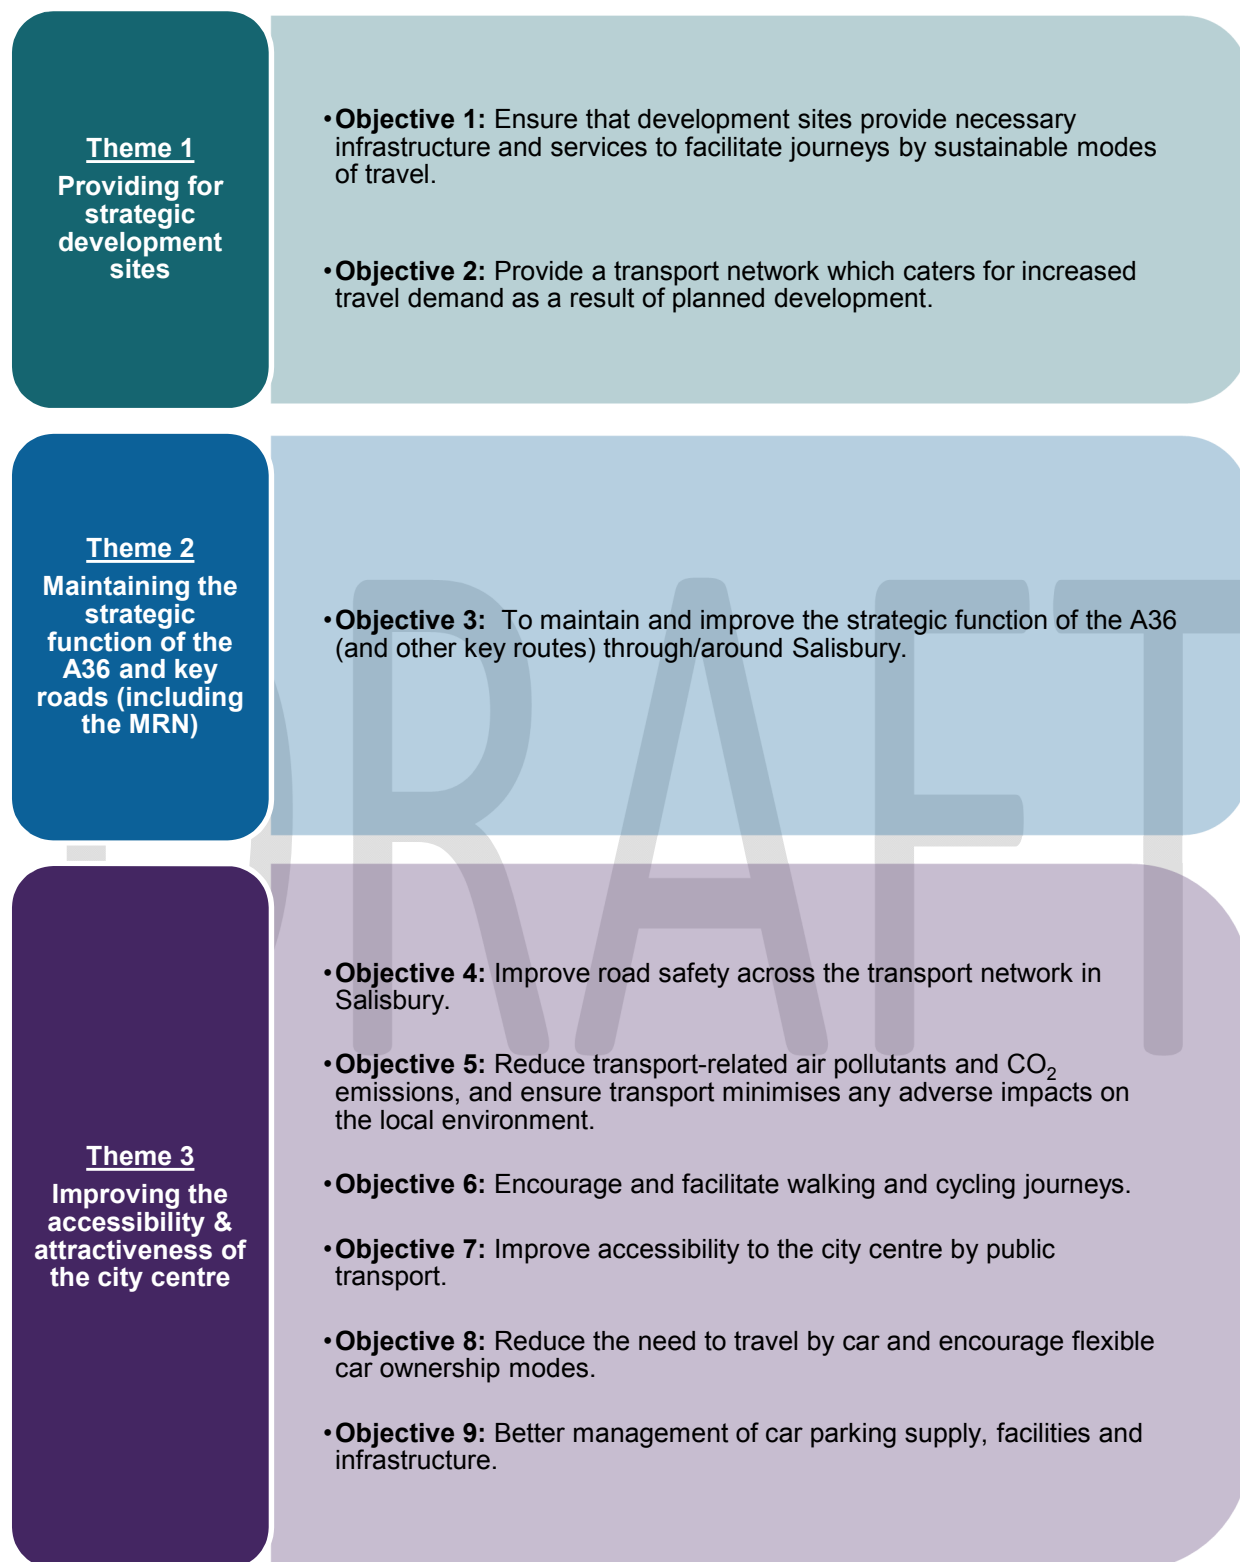 Theme 1
Providing for
strategic
development
sites
•Objective 1: Ensure that development sites provide necessary
infrastructure and services to facilitate journeys by sustainable modes
of travel.
•Objective 2: Provide a transport network which caters for increased
travel demand as a result of planned development.
Theme 2
Maintaining the
strategic
function of the
A36 and key
roads (including
the MRN)
•Objective 3:  To maintain and improve the strategic function of the A36
(and other key routes) through/around Salisbury.
DRAFT
Theme 3
Improving the
accessibility &
attractiveness of
the city centre
•Objective 4: Improve road safety across the transport network in
Salisbury.
•Objective 5: Reduce transport-related air pollutants and CO₂
emissions, and ensure transport minimises any adverse impacts on
the local environment.
•Objective 6: Encourage and facilitate walking and cycling journeys.
•Objective 7: Improve accessibility to the city centre by public
transport.
•Objective 8: Reduce the need to travel by car and encourage flexible
car ownership modes.
•Objective 9: Better management of car parking supply, facilities and
infrastructure.